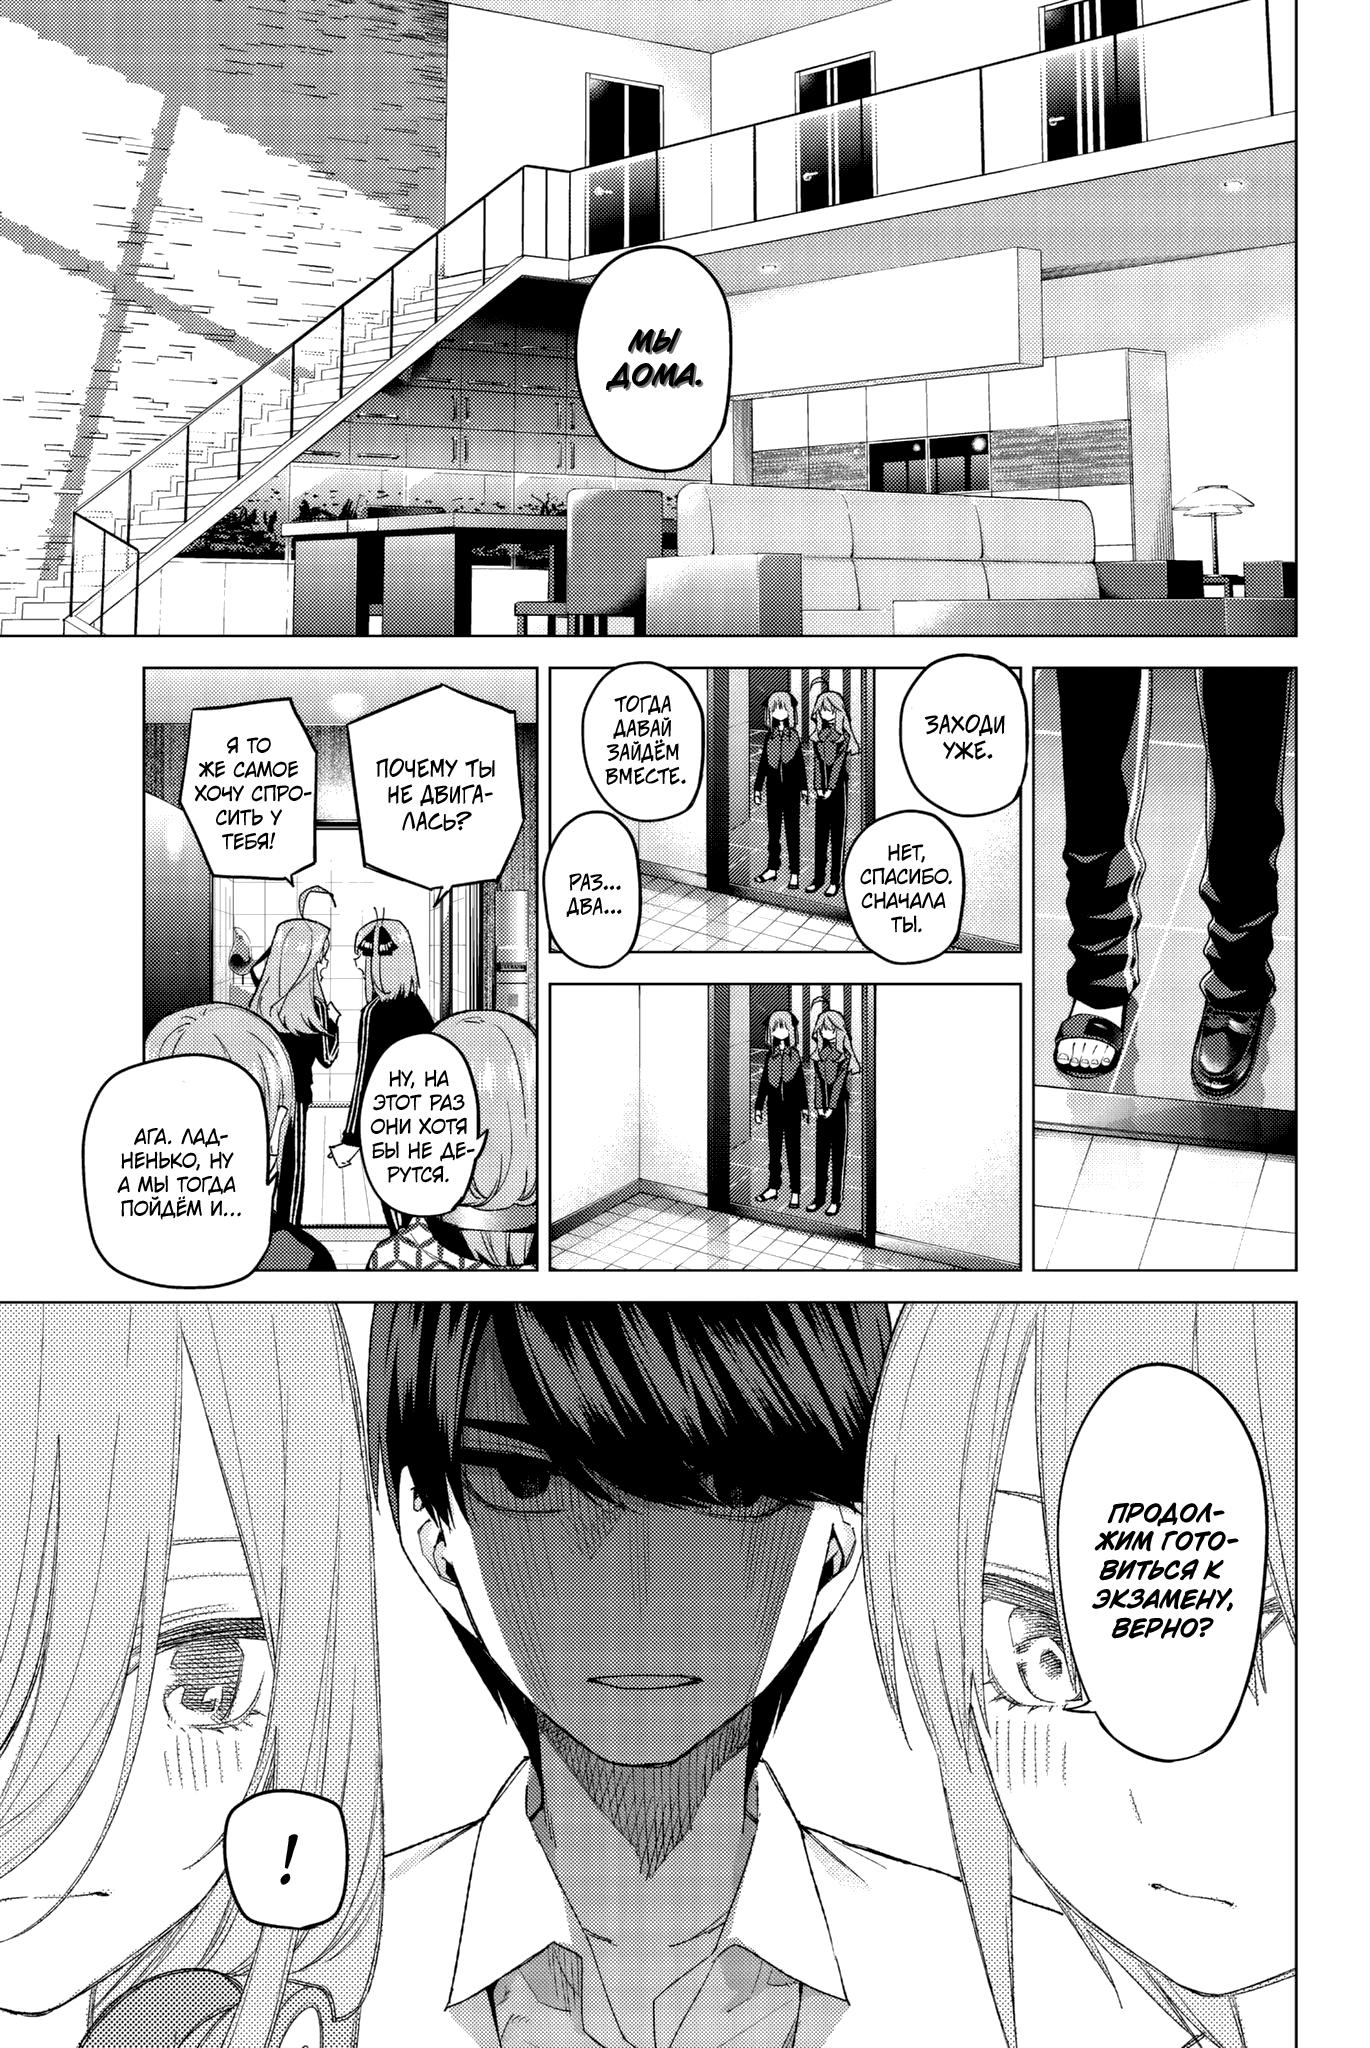 МЫ
ДОМА.
ЗАХОДИ
УЖЕ.
НЕТ,
СПАСИБО.
СНАЧАЛА
ТЫ.
ТОГДА
ДАВАЙ
ЗАЙДЁМ
ВМЕСТЕ.
РАЗ...
ДВА...
ПОЧЕМУ ТЫ
НЕ ДВИГА-
ЛАСЬ?
Я ТО
ЖЕ САМОЕ
ХОЧУ СПРО-
СИТЬ У
ТЕБЯ!
НУ, НА
ЭТОТ РАЗ
ОНИ ХОТЯ
БЫ НЕ ДЕ-
РУТСЯ.
АГА. ЛАД-
НЕНЬКО, НУ
А МЫ ТОГДА
ПОЙДЁМ И...
ПРОДОЛ-
ЖИМ ГОТО-
ВИТЬСЯ К
ЭКЗАМЕНУ,
ВЕРНО?
!